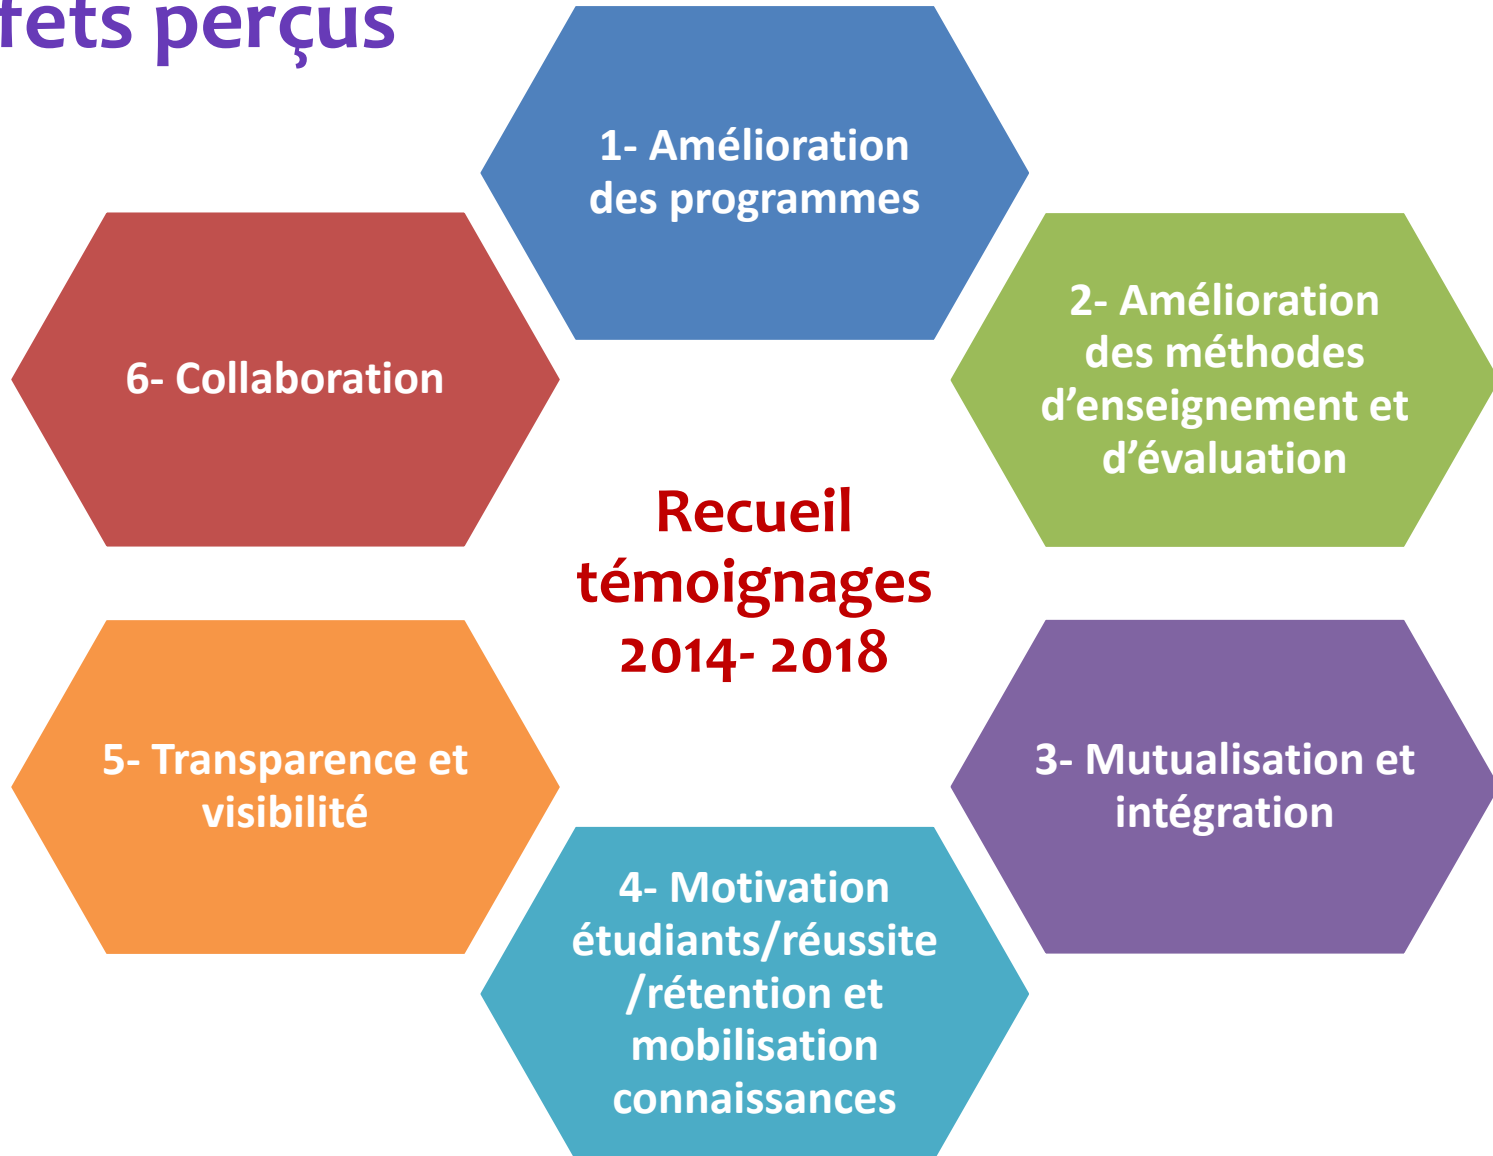 fets perçus
1- Amélioration
des programmes
2- Amélioration
des méthodes
d’enseignement et
d’évaluation
3- Mutualisation et
intégration
4- Motivation
étudiants/réussite
/rétention et
mobilisation
connaissances
5- Transparence et
visibilité
6- Collaboration
Recueil
témoignages
2014- 2018